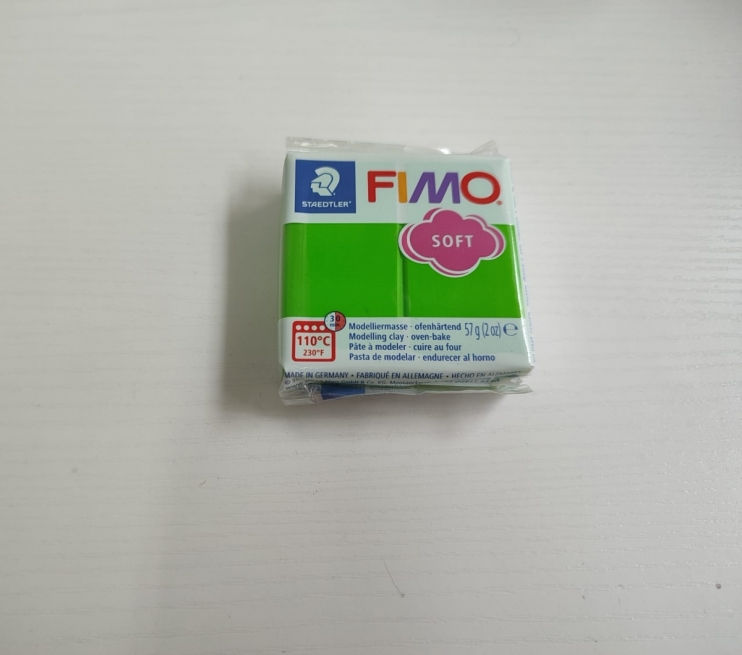 STAEDTLER
FIMO
SOFT
30
min
110°C
230°F
Modelliermasse · ofenhärtend
57 g (2 oz) ℮
Modelling clay · oven-bake
Pâte à modeler · cuire au four
Pasta de modelar · endurecer al horno
MADE IN GERMANY • FABRIQUÉ EN ALLEMAGNE • HECHO EN